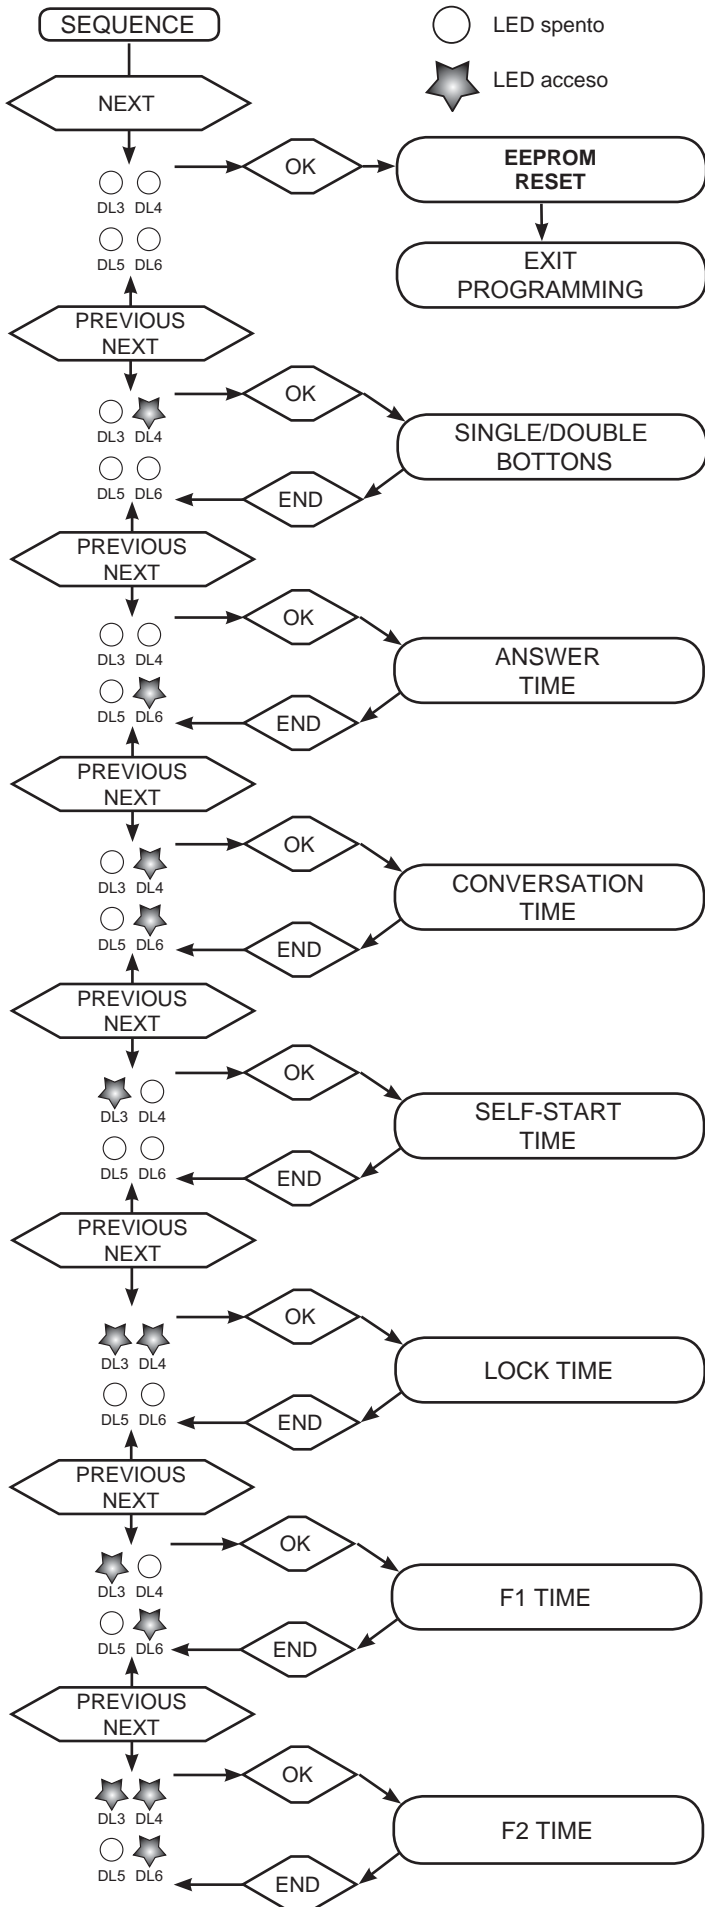 SEQUENCE
LED spento
LED acceso
NEXT
OK
EEPROM
RESET
DL3 DL4
DL5 DL6
EXIT
PROGRAMMING
PREVIOUS
NEXT
OK
DL3 DL4
SINGLE/DOUBLE
BOTTONS
DL5 DL6
END
PREVIOUS
NEXT
OK
DL3 DL4
ANSWER
TIME
DL5 DL6
END
PREVIOUS
NEXT
OK
DL3 DL4
CONVERSATION
TIME
DL5 DL6
END
PREVIOUS
NEXT
OK
DL3 DL4
SELF-START
TIME
DL5 DL6
END
PREVIOUS
NEXT
OK
DL3 DL4
LOCK TIME
DL5 DL6
END
PREVIOUS
NEXT
OK
DL3 DL4
F1 TIME
DL5 DL6
END
PREVIOUS
NEXT
OK
DL3 DL4
F2 TIME
DL5 DL6
END